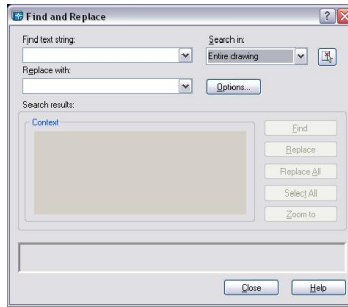 Find and Replace
Find text string:
Search in:
Entire drawing
Replace with:
Options...
Search results:
Context
Find
Replace
Replace All
Select All
Zoom to
Close
Help